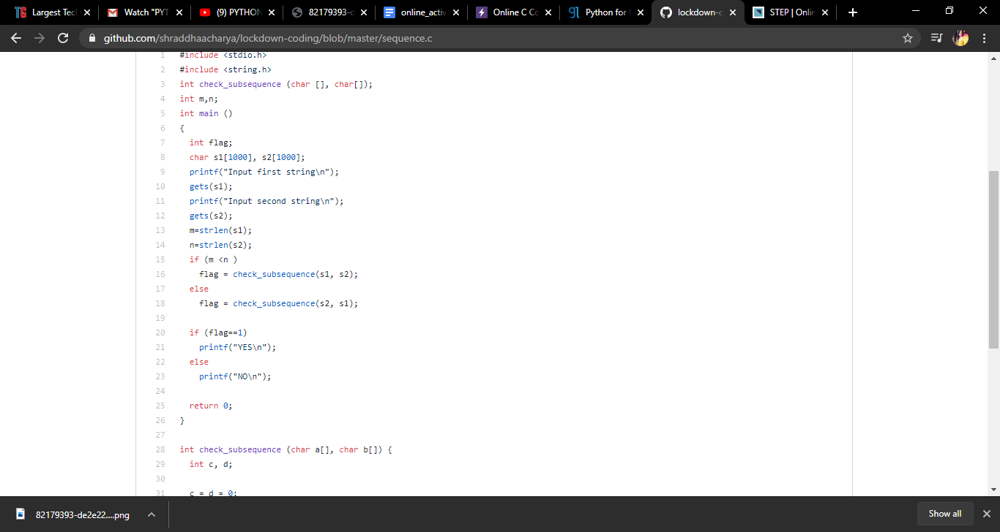 Largest Tec
Watch "PYT
(9) PYTHON
82179393-
online_activ
Online C Co
Python for
lockdown-c
STEP | Onlin
github.com/shraddhaacharya/lockdown-coding/blob/master/sequence.c
1 #include <stdio.h>
2 #include <string.h>
3 int check_subsequence (char [], char[]);
4 int m,n;
5 int main ()
6 {
7 int flag;
8 char s1[1000], s2[1000];
9 printf("Input first string\n");
10 gets(s1);
11 printf("Input second string\n");
12 gets(s2);
13 m=strlen(s1);
14 n=strlen(s2);
15 if (m <n )
16 flag = check_subsequence(s1, s2);
17 else
18 flag = check_subsequence(s2, s1);
19
20 if (flag==1)
21 printf("YES\n");
22 else
23 printf("NO\n");
24
25 return 0;
26 }
27
28 int check_subsequence (char a[], char b[]) {
29 int c, d;
30
31 c = d = 0;
82179393-de2e22....png
Show all